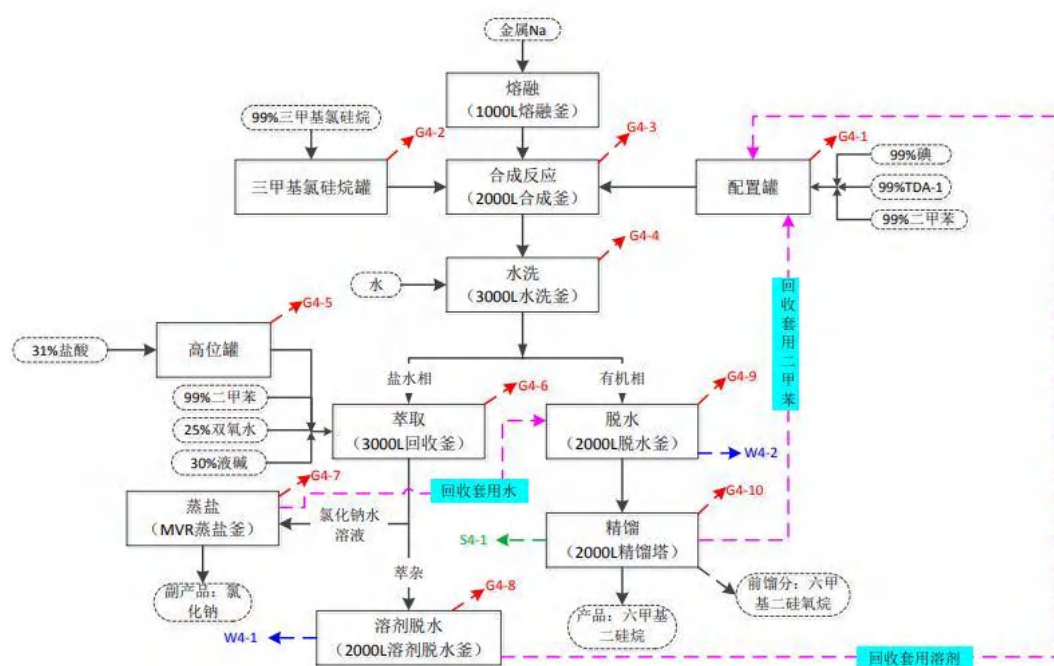 金属Na
熔融
（1000L熔融釜）
99%三甲基氯硅烷
G4-2
G4-3
G4-1
三甲基氯硅烷罐
合成反应
（2000L合成釜）
配置罐
99%碘
99%TDA-1
99%二甲苯
G4-4
水
水洗
（3000L水洗釜）
回收套用二甲苯
G4-5
31%盐酸
高位罐
盐水相
有机相
G4-6
G4-9
99%二甲苯
25%双氧水
30%液碱
萃取
（3000L回收釜）
脱水
（2000L脱水釜）
W4-2
G4-7
回收套用水
G4-10
蒸盐
（MVR蒸盐釜）
氯化钠水
溶液
S4-1
精馏
（2000L精馏塔）
萃杂
副产品：氯
化钠
G4-8
产品：六甲基
二硅烷
前馏分：六甲
基二硅氧烷
W4-1
溶剂脱水
（2000L溶剂脱水釜）
回收套用溶剂